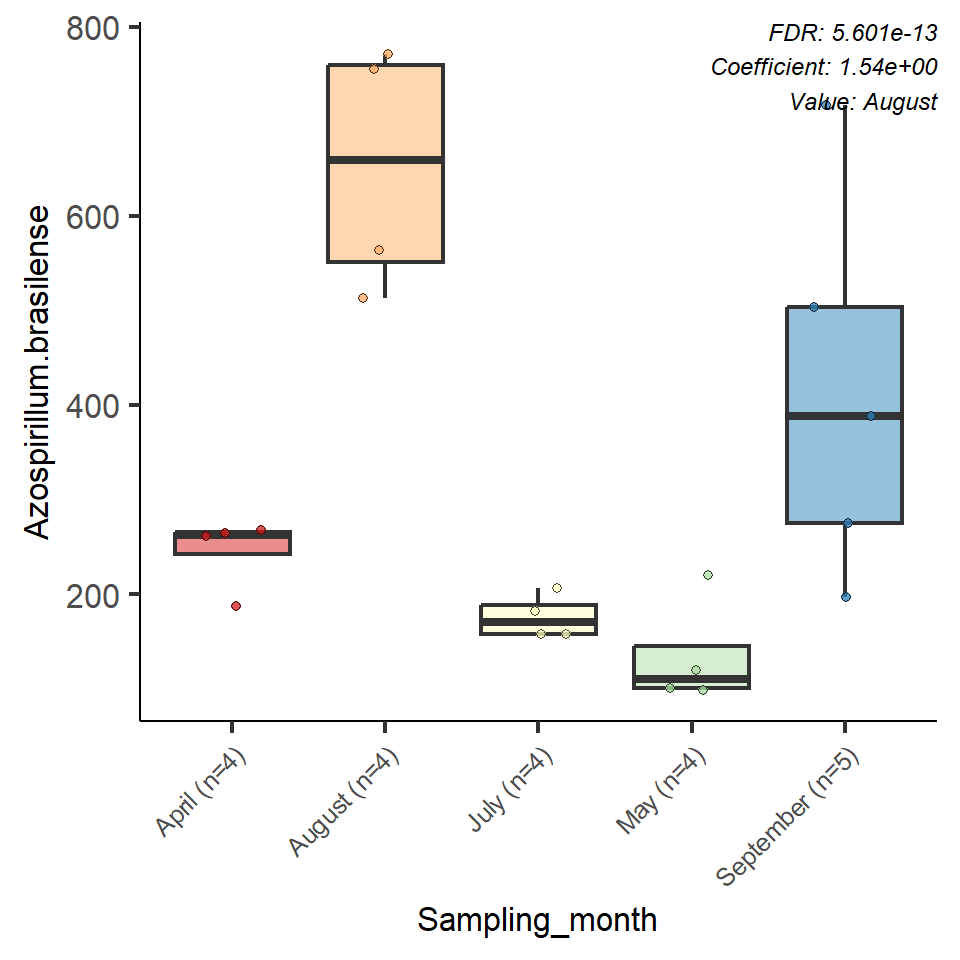 FDR: 5.601e-13
Coefficient: 1.54e+00
Value: August
800
600
400
200
Azospirillum.brasilense
April (n=4)
August (n=4)
July (n=4)
May (n=4)
September (n=5)
Sampling_month